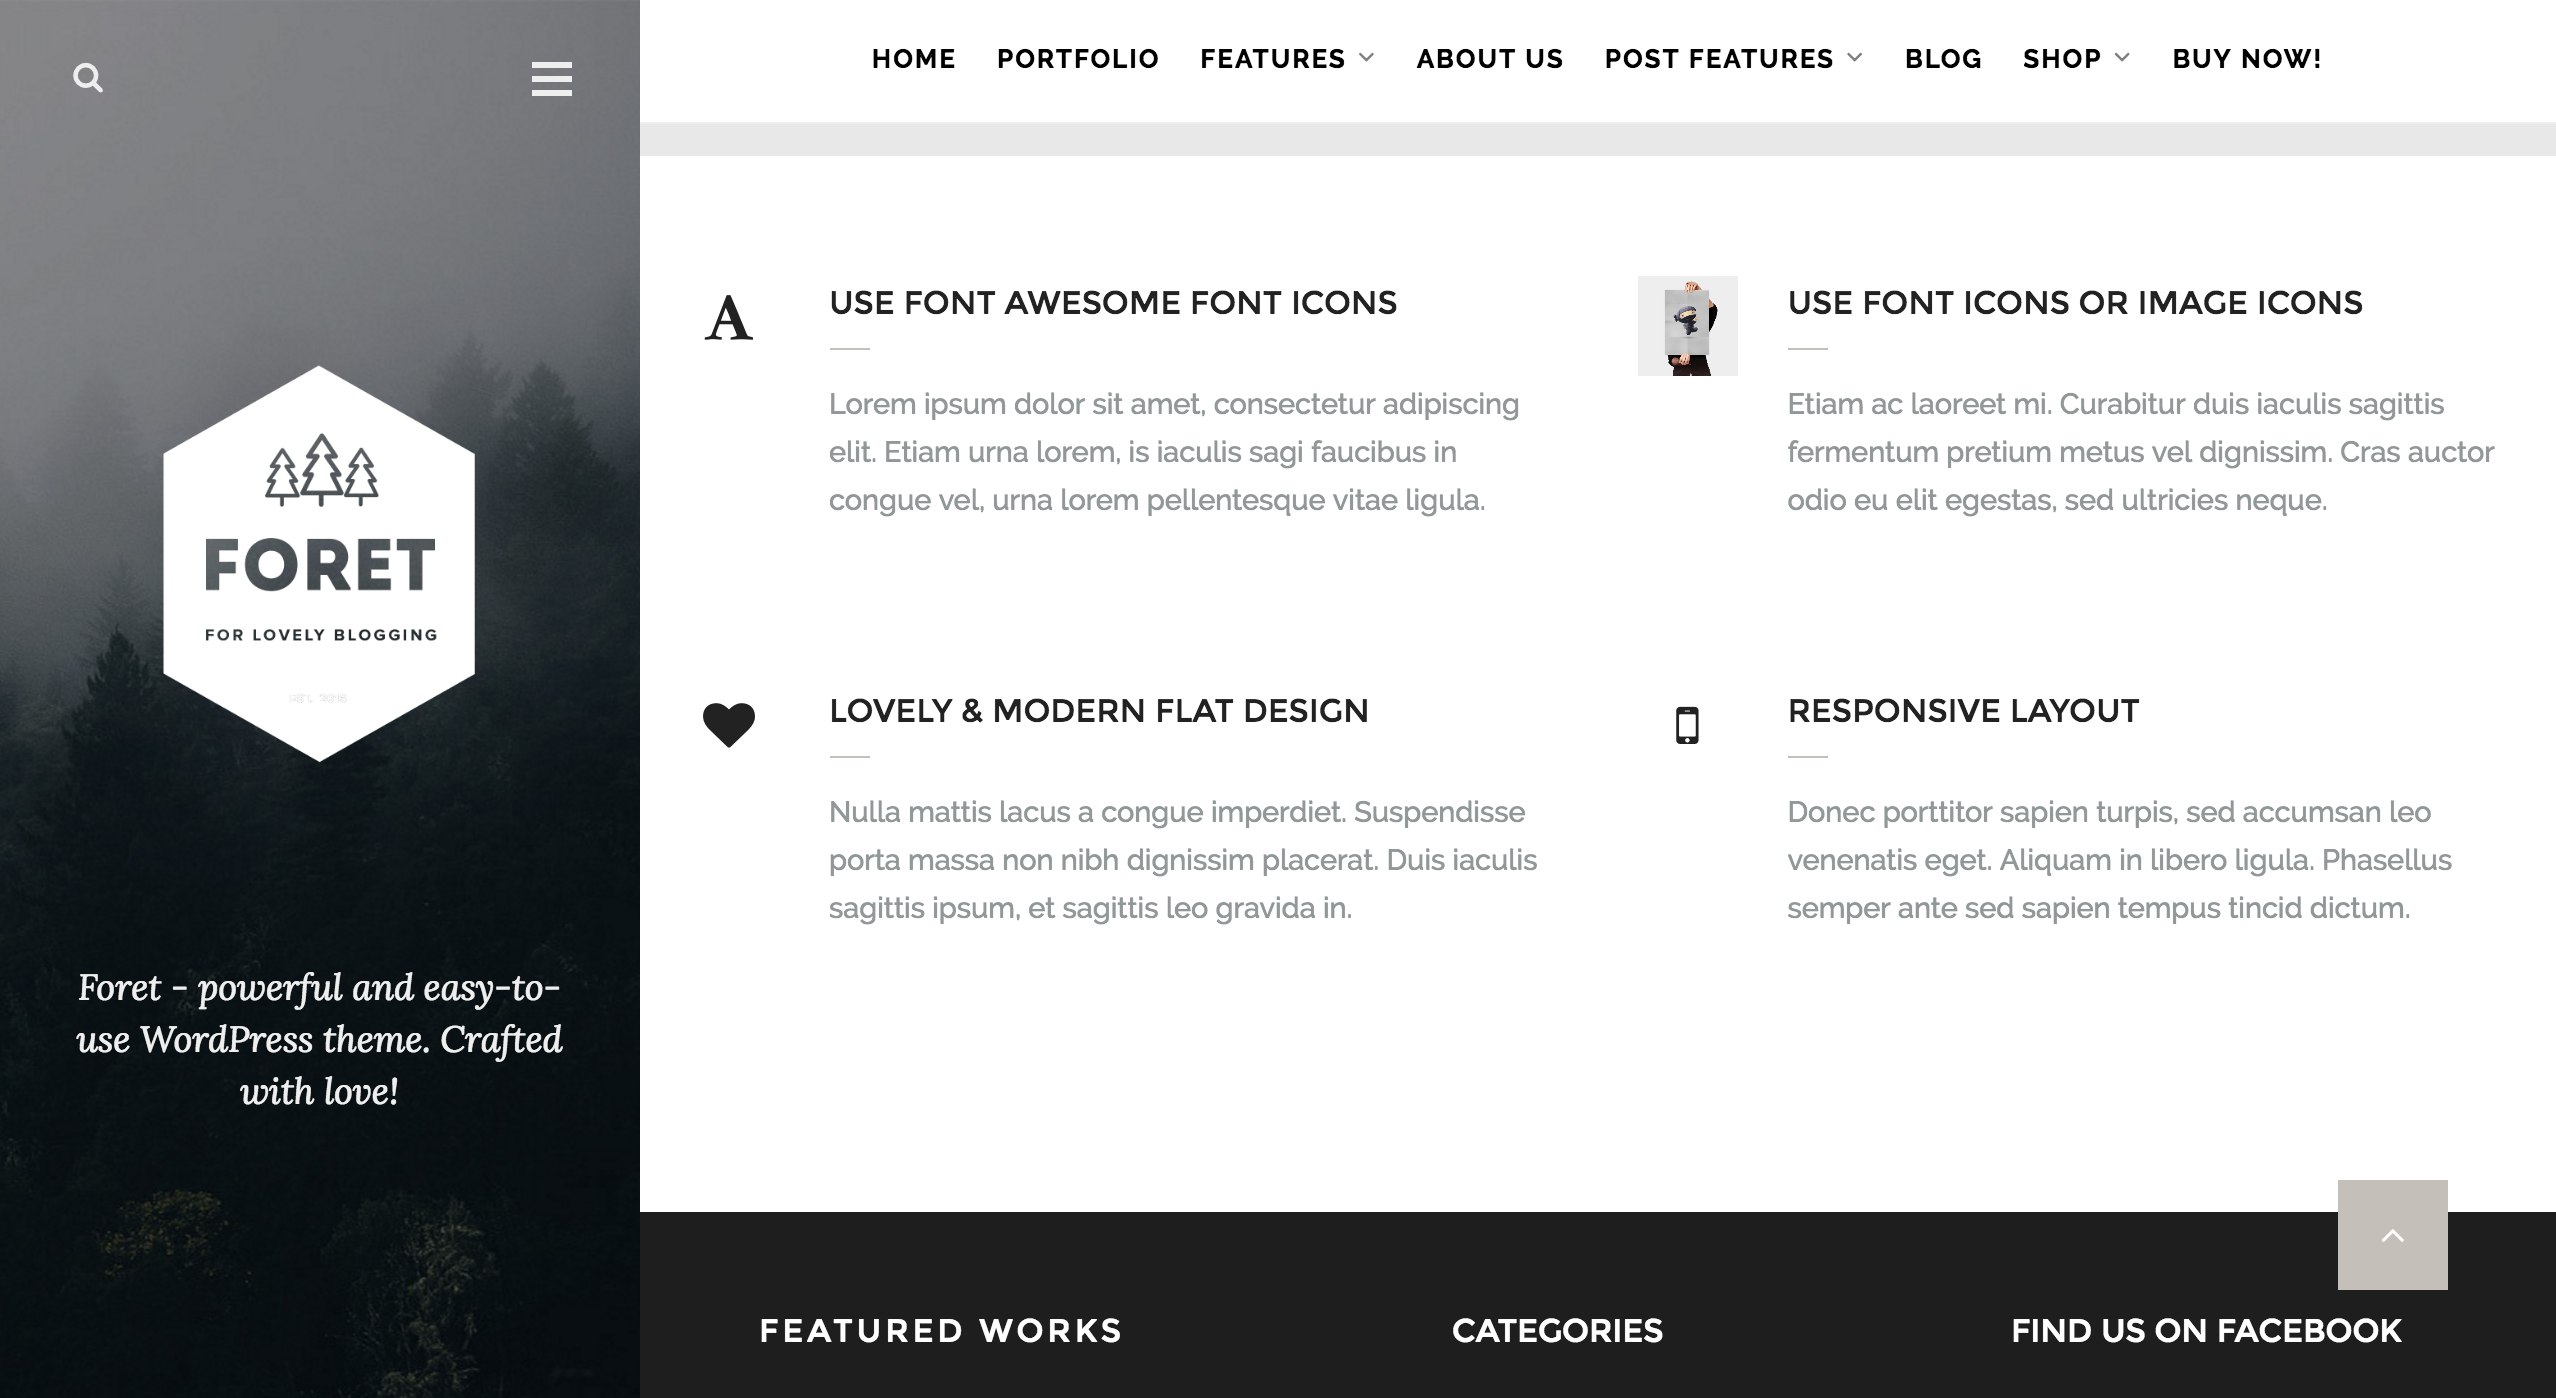 HOME PORTFOLIO FEATURES ABOUT US POST FEATURES BLOG SHOP BUY NOW!
FORET
FOR LOVELY BLOGGING
Foret - powerful and easy-to-
use WordPress theme. Crafted
with love!
A
USE FONT AWESOME FONT ICONS
Lorem ipsum dolor sit amet, consectetur adipiscing
elit. Etiam urna lorem, is iaculis sagi faucibus in
congue vel, urna lorem pellentesque vitae ligula.
USE FONT ICONS OR IMAGE ICONS
Etiam ac laoreet mi. Curabitur duis iaculis sagittis
fermentum pretium metus vel dignissim. Cras auctor
odio eu elit egestas, sed ultricies neque.
LOVELY & MODERN FLAT DESIGN
Nulla mattis lacus a congue imperdiet. Suspendisse
porta massa non nibh dignissim placerat. Duis iaculis
sagittis ipsum, et sagittis leo gravida in.
RESPONSIVE LAYOUT
Donec porttitor sapien turpis, sed accumsan leo
venenatis eget. Aliquam in libero ligula. Phasellus
semper ante sed sapien tempus tincid dictum.
FEATURED WORKS
CATEGORIES
FIND US ON FACEBOOK